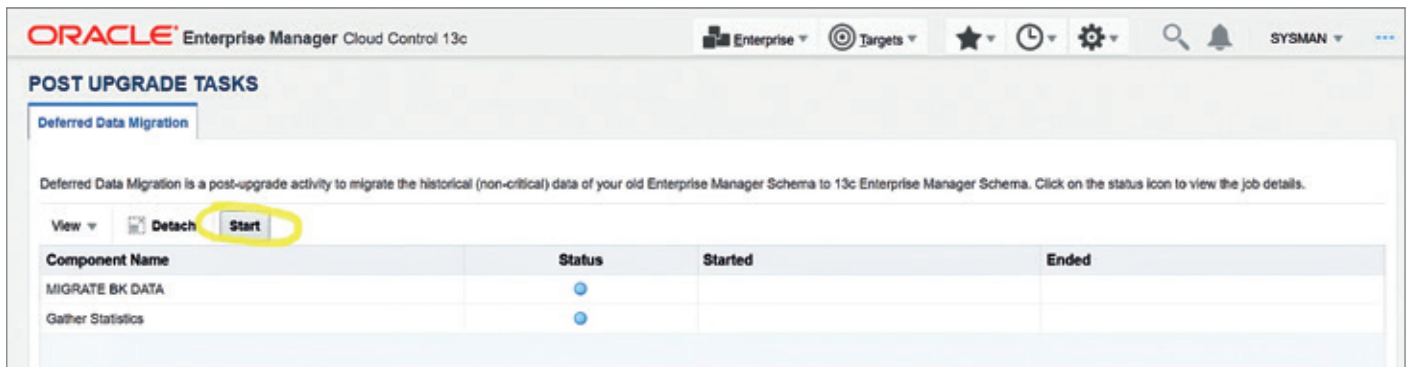 ORACLE Enterprise Manager Cloud Control 13c Enterprise Targets SYSMAN
POST UPGRADE TASKS
Deferred Data Migration
Deferred Data Migration is a post-upgrade activity to migrate the historical (non-critical) data of your old Enterprise Manager Schema to 13c Enterprise Manager Schema. Click on the status icon to view the job details.
View Detach Start
Component Name Status Started Ended
MIGRATE BK DATA
Gather Statistics